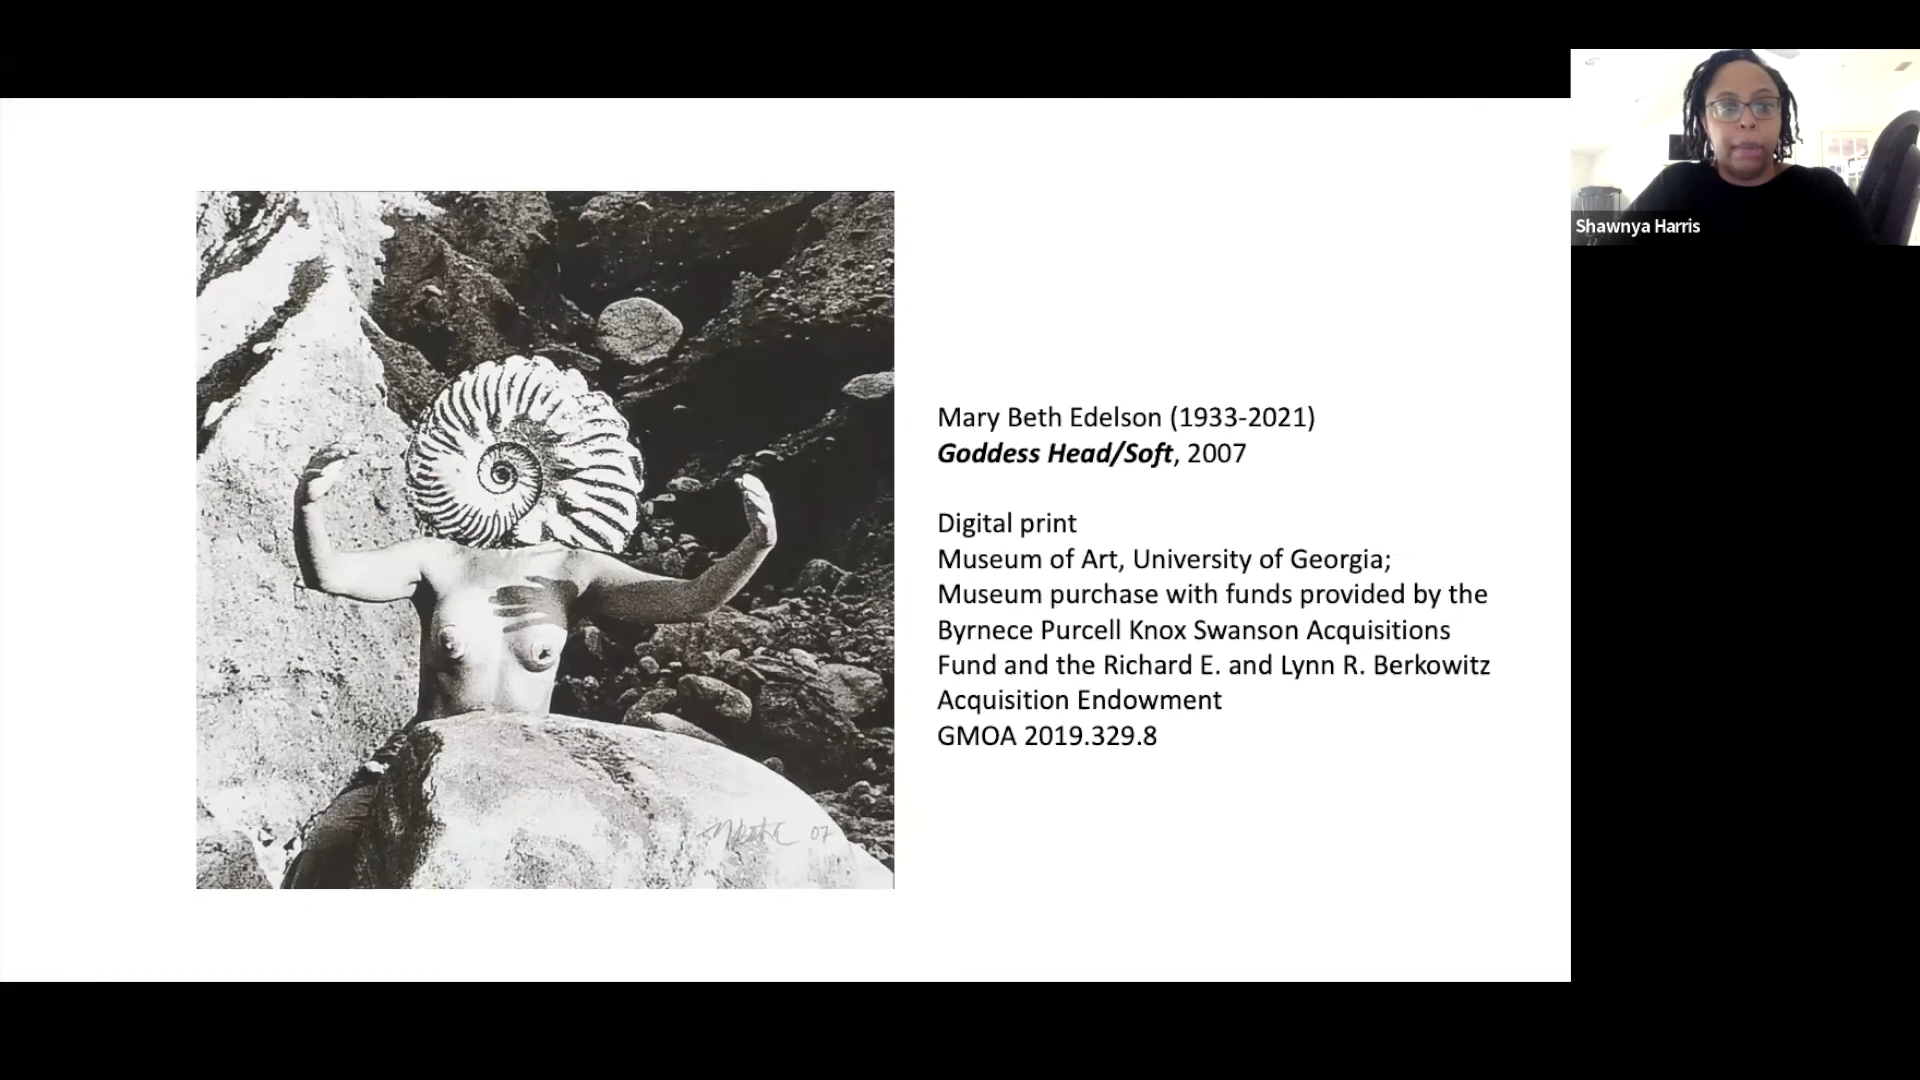 Shawnya Harris
Mary Beth Edelson (1933-2021)
Goddess Head/Soft, 2007
Digital print
Museum of Art, University of Georgia;
Museum purchase with funds provided by the
Byrnece Purcell Knox Swanson Acquisitions
Fund and the Richard E. and Lynn R. Berkowitz
Acquisition Endowment
GMOA 2019.329.8
07